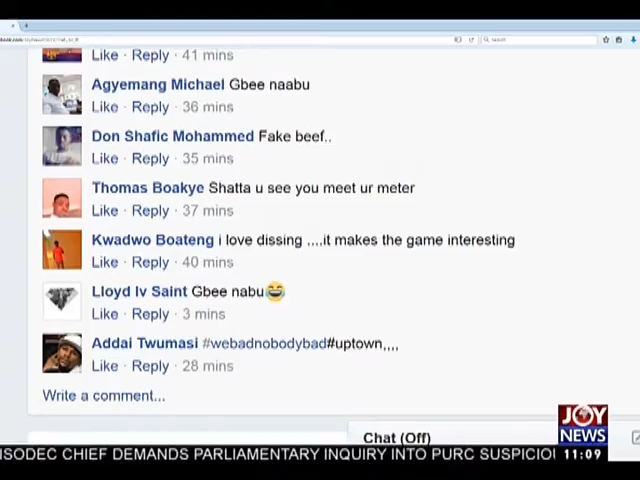 Search
Like · Reply · 41 mins
Agyemang Michael Gbee naabu
Like · Reply · 36 mins
Don Shafic Mohammed Fake beef..
Like · Reply · 35 mins
Thomas Boakye Shatta u see you meet ur meter
Like · Reply · 37 mins
Kwadwo Boateng i love dissing ....it makes the game interesting
Like · Reply · 40 mins
Lloyd Iv Saint Gbee nabu😂
Like · Reply · 3 mins
Addai Twumasi #webadnobodybad#uptown,,,,
Like · Reply · 28 mins
Write a comment...
Chat (Off)
JOY
NEWS
ISODEC CHIEF DEMANDS PARLIAMENTARY INQUIRY INTO PURC SUSPICIO
11:09